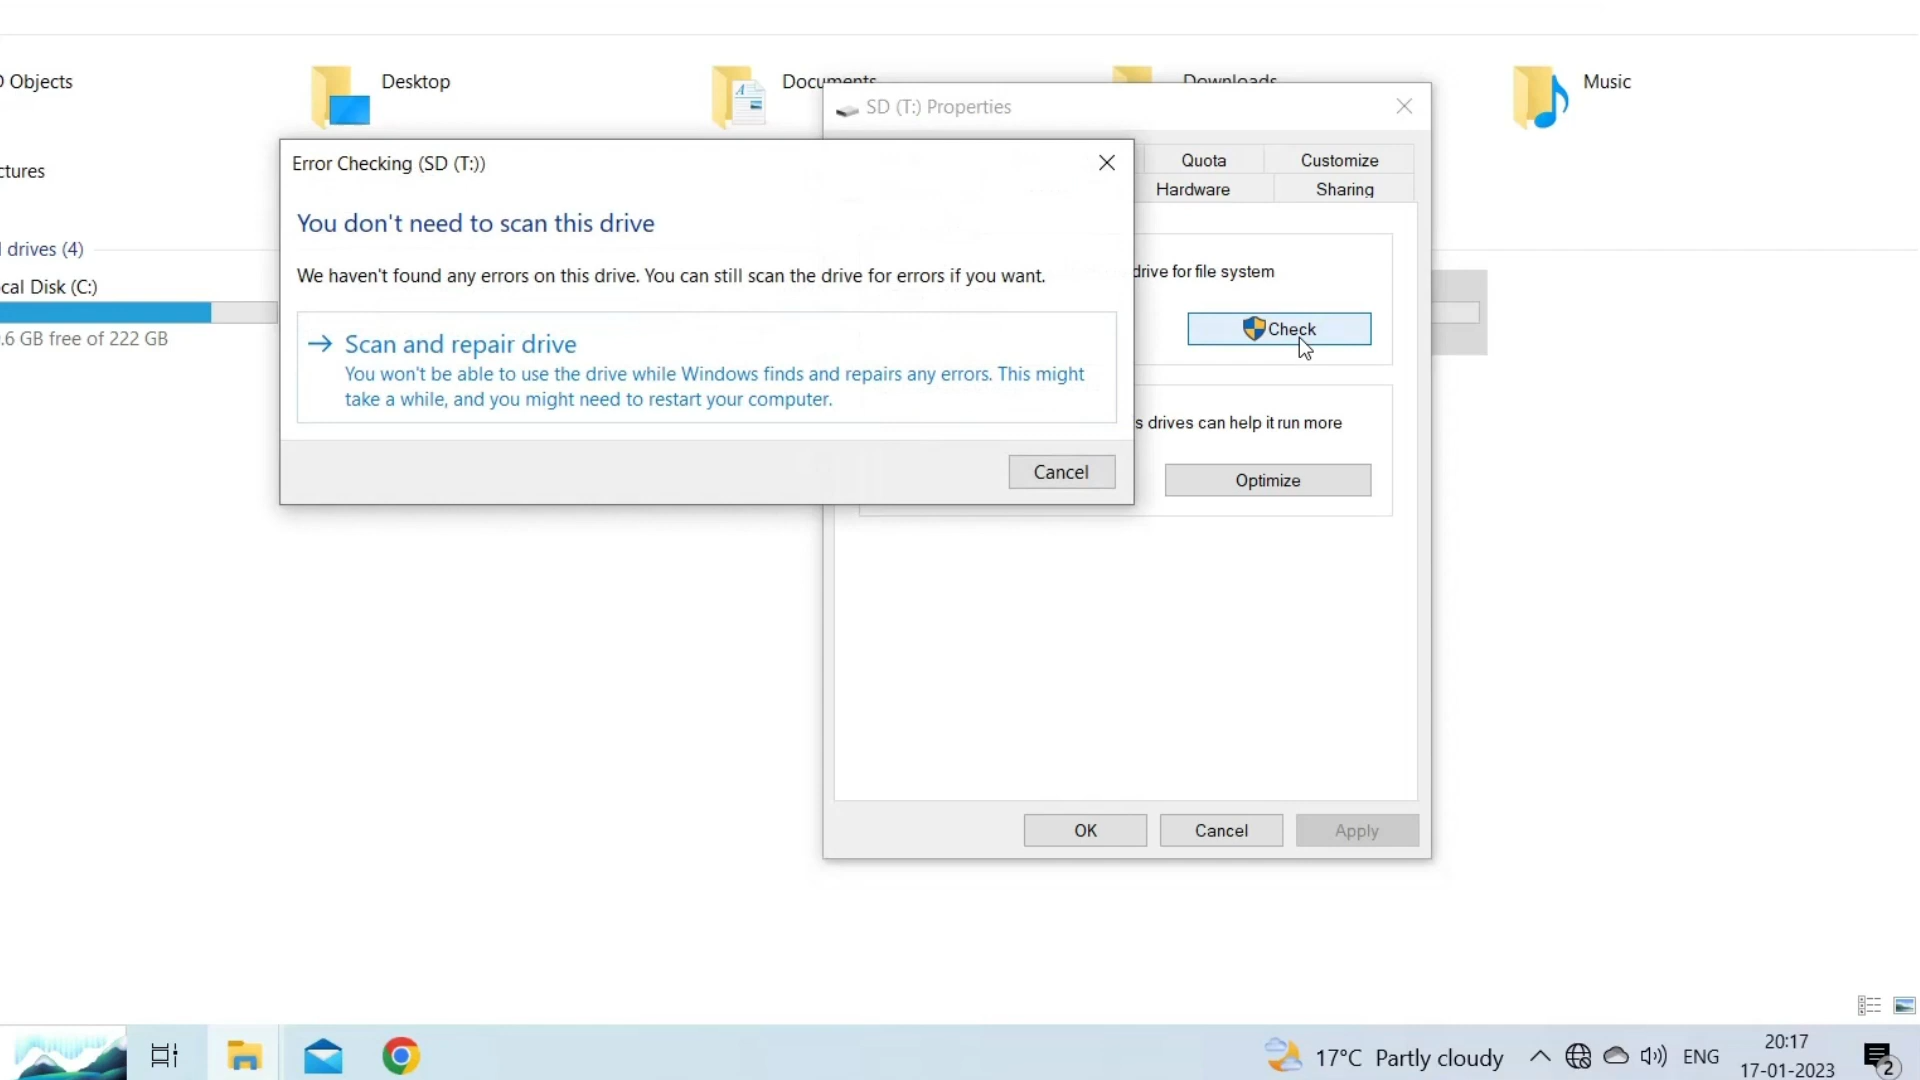 D Objects
Desktop
Documents
Downloads
Music
SD (T:) Properties
Error Checking (SD (T:))
Quota
Customize
ctures
Hardware
Sharing
You don't need to scan this drive
l drives (4)
We haven't found any errors on this drive. You can still scan the drive for errors if you want.
drive for file system
cal Disk (C:)
.6 GB free of 222 GB
Check
Scan and repair drive
You won't be able to use the drive while Windows finds and repairs any errors. This might
take a while, and you might need to restart your computer.
s drives can help it run more
Cancel
Optimize
OK
Cancel
Apply
17°C Partly cloudy
ENG
20:17
17-01-2023
2